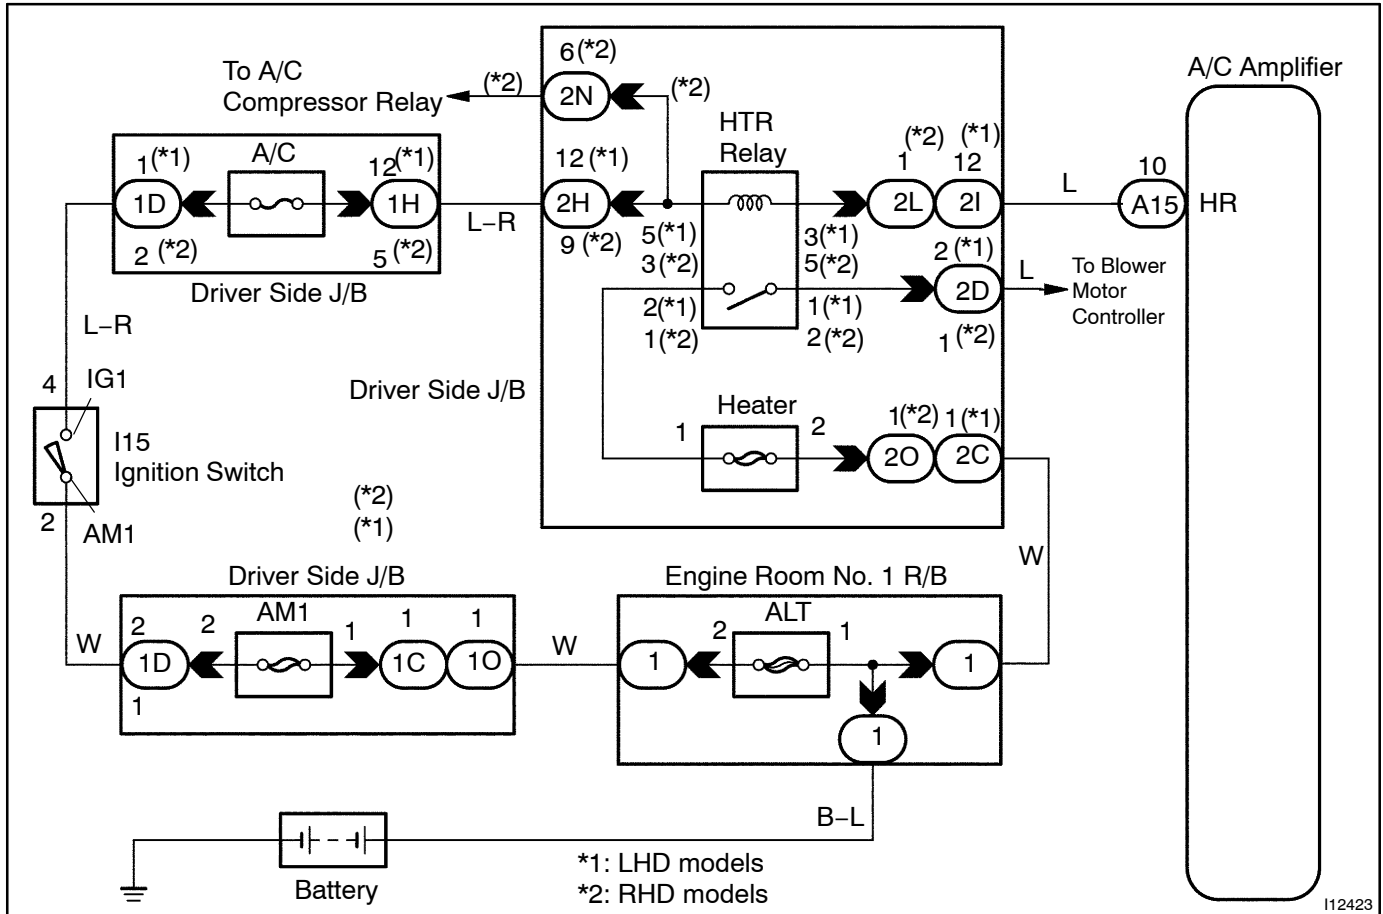 6 (*2)
To A/C
Compressor Relay
(*2)
2N
(*2)
A/C Amplifier
HTR
Relay
(*2) (*1)
1 (*1)
A/C
12 (*1)
12 (*1)
1 12
10
1D
1H
2H
2L 2I
L
A15
HR
L-R
2 (*2)
5 (*2)
9 (*2)
5(*1)
3(*1)
3(*2)
5(*2)
2 (*1)
Driver Side J/B
2D
L
To Blower
Motor
Controller
2(*1)
1(*1)
1(*2)
2(*2)
1 (*2)
L-R
4
IG1
Driver Side J/B
Heater
1
2
1(*2) 1(*1)
I15
Ignition Switch
2O 2C
2
AM1
(*2)
(*1)
W
Driver Side J/B
Engine Room No. 1 R/B
2
2
AM1
1
1
1
2
ALT
1
W
1D
1C
1O
W
1
1
1
1
B-L
Battery
*1: LHD models
*2: RHD models
I12423